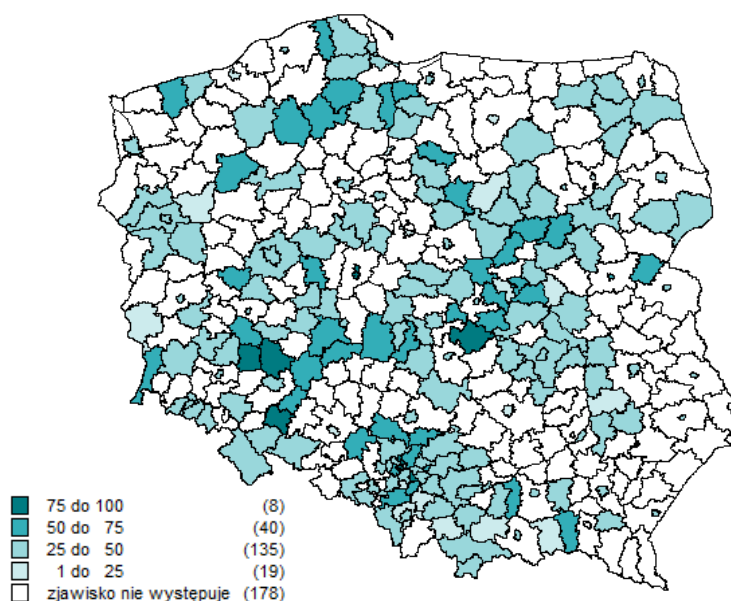 75 do 100 (8)
50 do 75 (40)
25 do 50 (135)
1 do 25 (19)
zjawisko nie występuje (178)